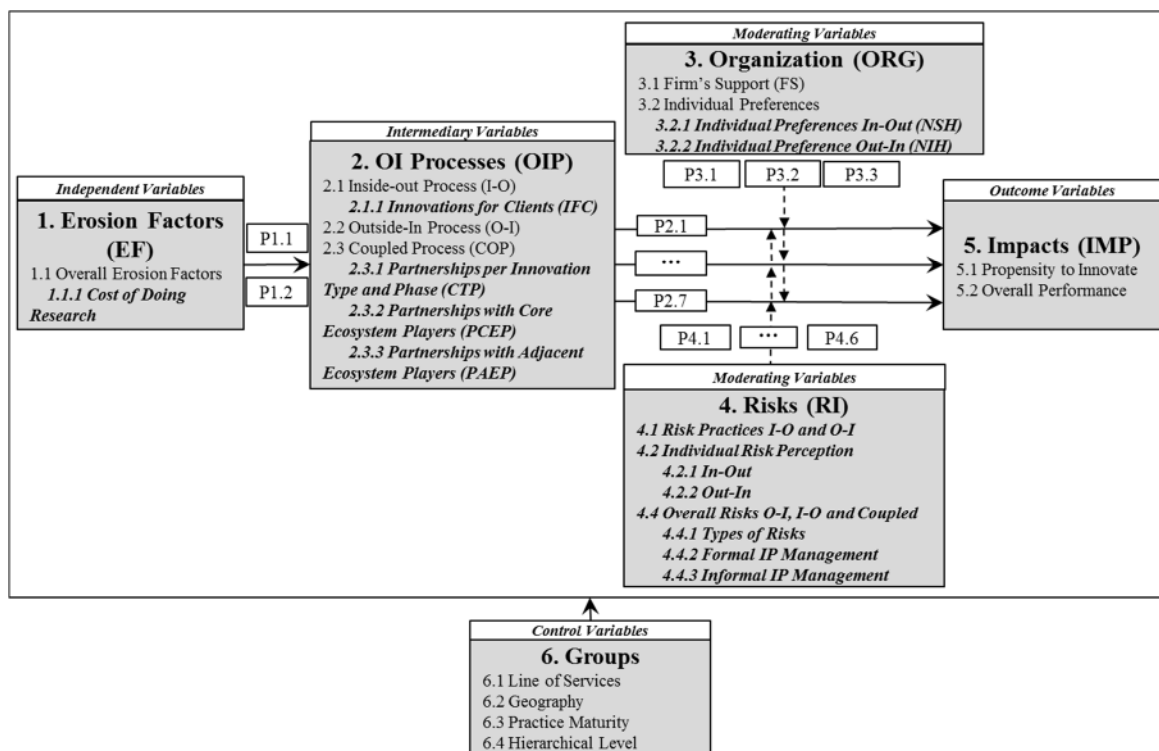 Moderating Variables
3. Organization (ORG)
3.1 Firm's Support (FS)
3.2 Individual Preferences
3.2.1 Individual Preferences In-Out (NSH)
3.2.2 Individual Preference Out-In (NIH)
Intermediary Variables
2. OI Processes (OIP)
2.1 Inside-out Process (I-O)
2.1.1 Innovations for Clients (IFC)
2.2 Outside-In Process (O-I)
2.3 Coupled Process (COP)
2.3.1 Partnerships per Innovation
Type and Phase (CTP)
2.3.2 Partnerships with Core
Ecosystem Players (PCEP)
2.3.3 Partnerships with Adjacent
Ecosystem Players (PAEP)
Independent Variables
1. Erosion Factors
(EF)
1.1 Overall Erosion Factors
1.1.1 Cost of Doing
Research
P1.1
P1.2
P3.1
P3.2
P3.3
P2.1
...
P2.7
P4.1
...
P4.6
Outcome Variables
5. Impacts (IMP)
5.1 Propensity to Innovate
5.2 Overall Performance
Moderating Variables
4. Risks (RI)
4.1 Risk Practices I-O and O-I
4.2 Individual Risk Perception
4.2.1 In-Out
4.2.2 Out-In
4.4 Overall Risks O-I, I-O and Coupled
4.4.1 Types of Risks
4.4.2 Formal IP Management
4.4.3 Informal IP Management
Control Variables
6. Groups
6.1 Line of Services
6.2 Geography
6.3 Practice Maturity
6.4 Hierarchical Level